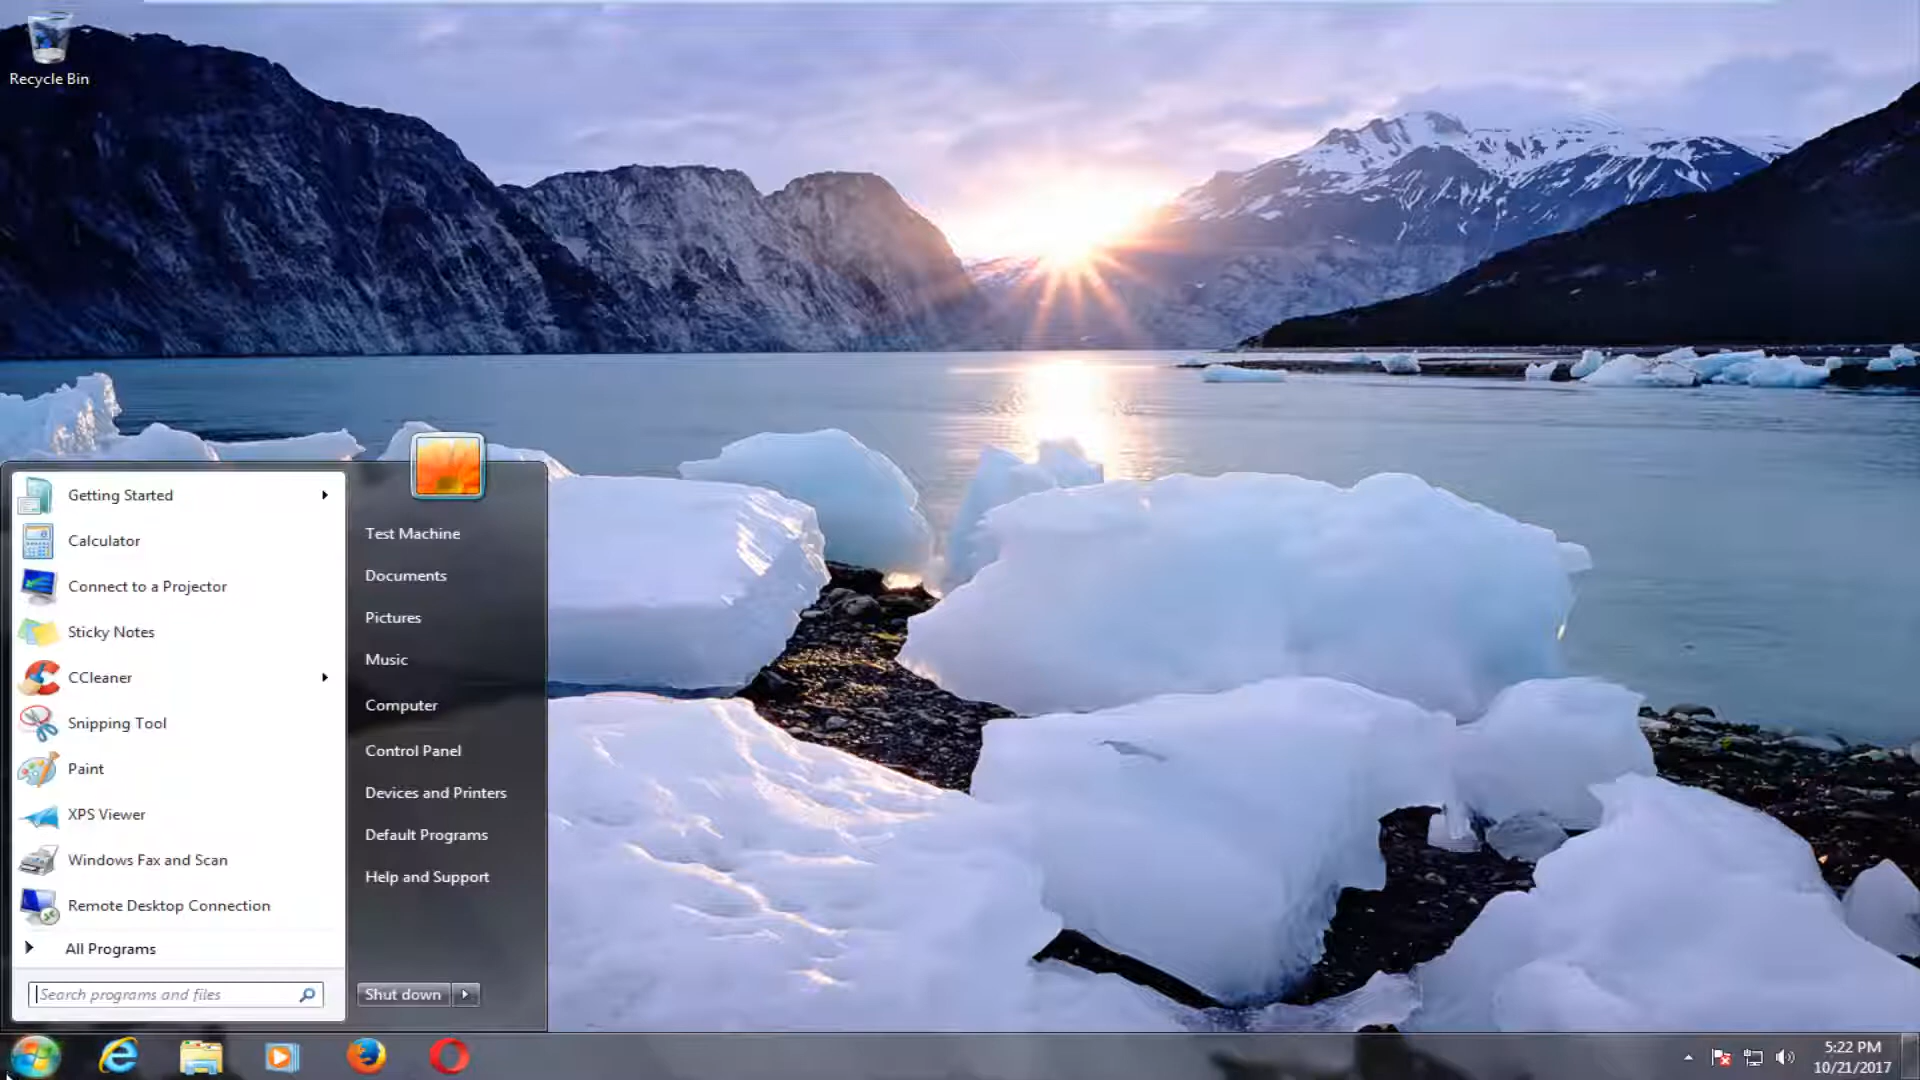 Recycle Bin
Getting Started
Calculator
Connect to a Projector
Sticky Notes
CCleaner
Snipping Tool
Paint
XPS Viewer
Windows Fax and Scan
Remote Desktop Connection
All Programs
Search programs and files
Test Machine
Documents
Pictures
Music
Computer
Control Panel
Devices and Printers
Default Programs
Help and Support
Shut down
5:22 PM
10/21/2017